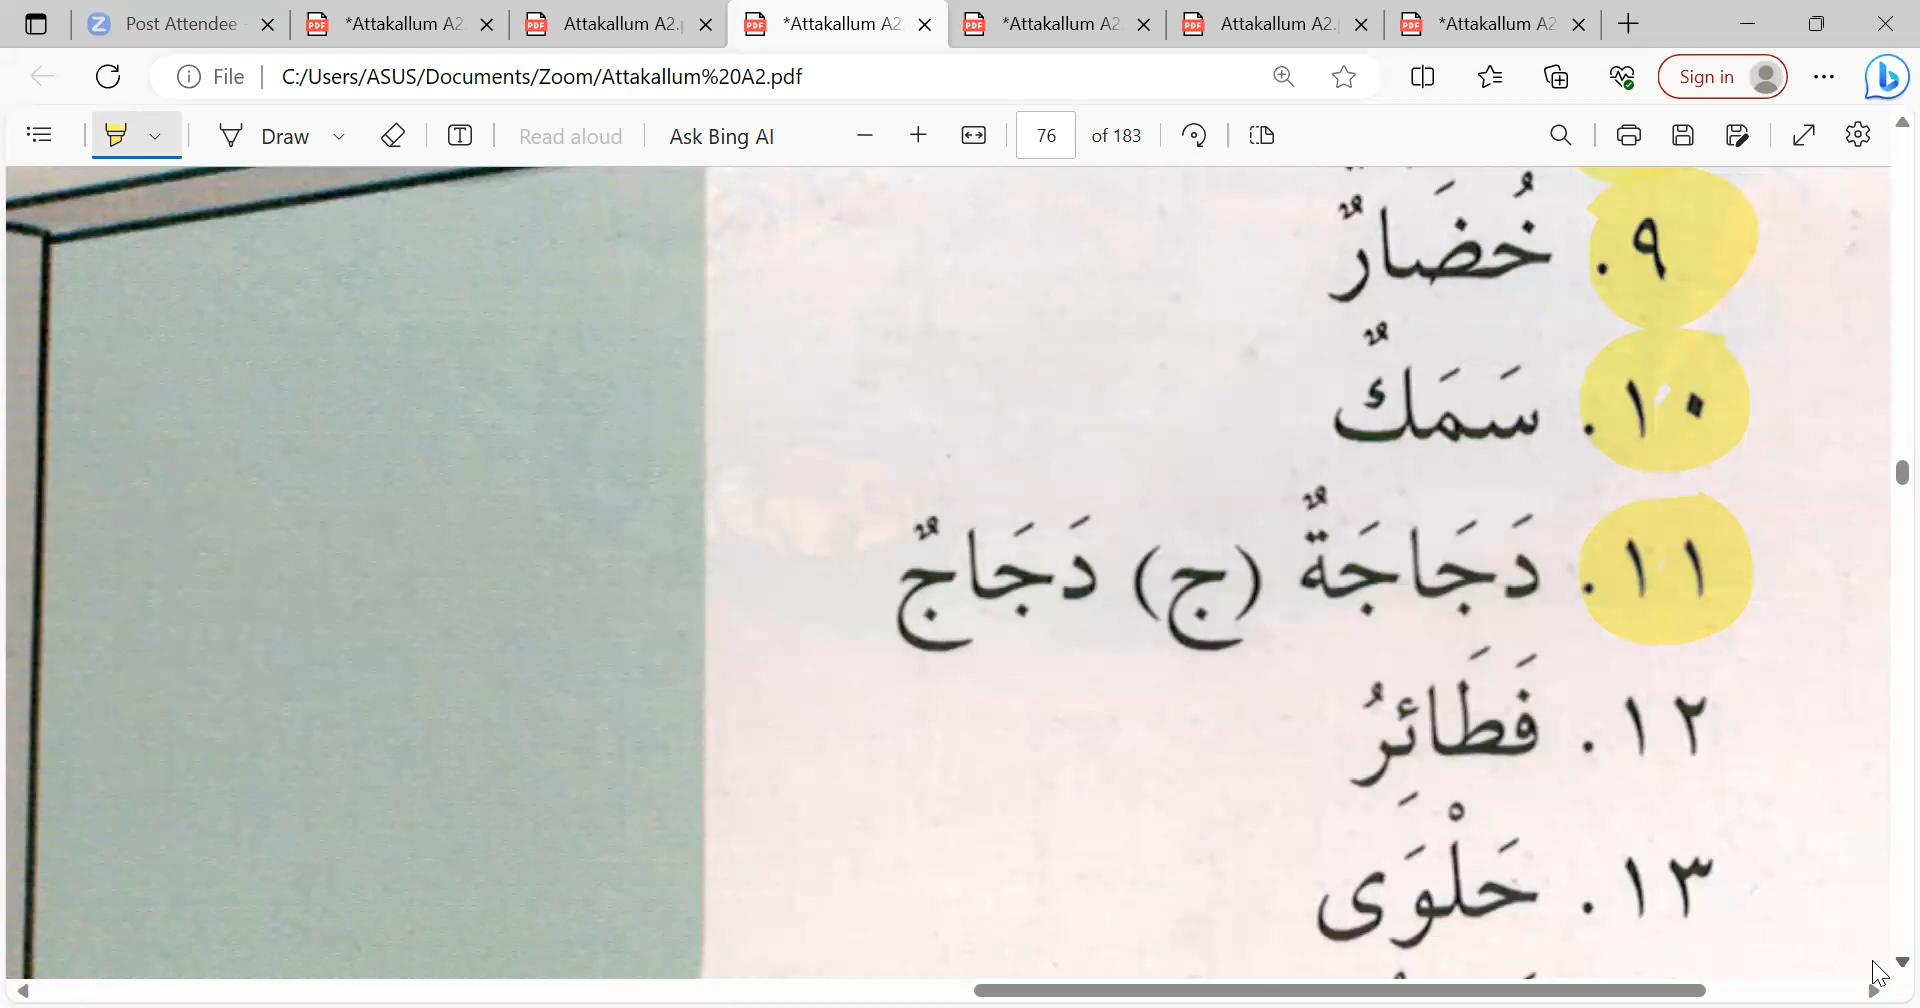 Post Attendee
*Attakallum A2
Attakallum A2.
*Attakallum A2
*Attakallum A2
Attakallum A2.
*Attakallum A2
File
C:/Users/ASUS/Documents/Zoom/Attakallum%20A2.pdf
Sign in
Draw
Read aloud
Ask Bing AI
76
of 183
٩. خُضَارٌ
١٠. سَمَكٌ
١١. دَجَاجَةٌ (ج) دَجَاجٌ
١٢. فَطَائِرُ
١٣. حَلْوَى